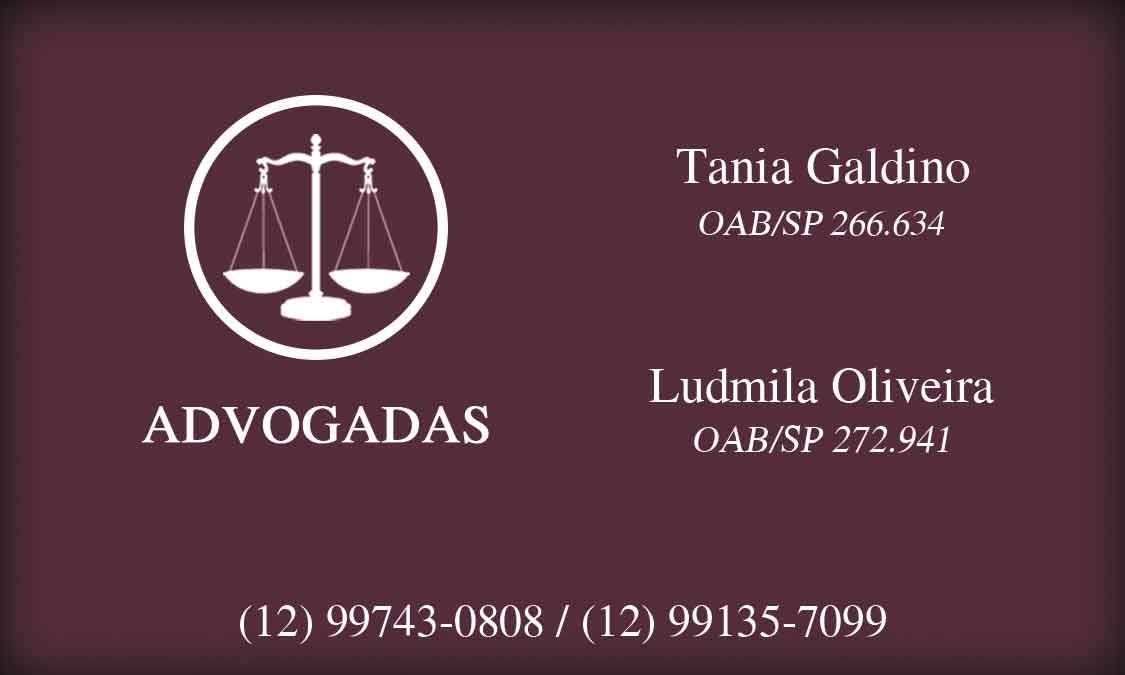 Tania Galdino
OAB/SP 266.634
Ludmila Oliveira
OAB/SP 272.941
ADVOGADAS
(12) 99743-0808 / (12) 99135-7099